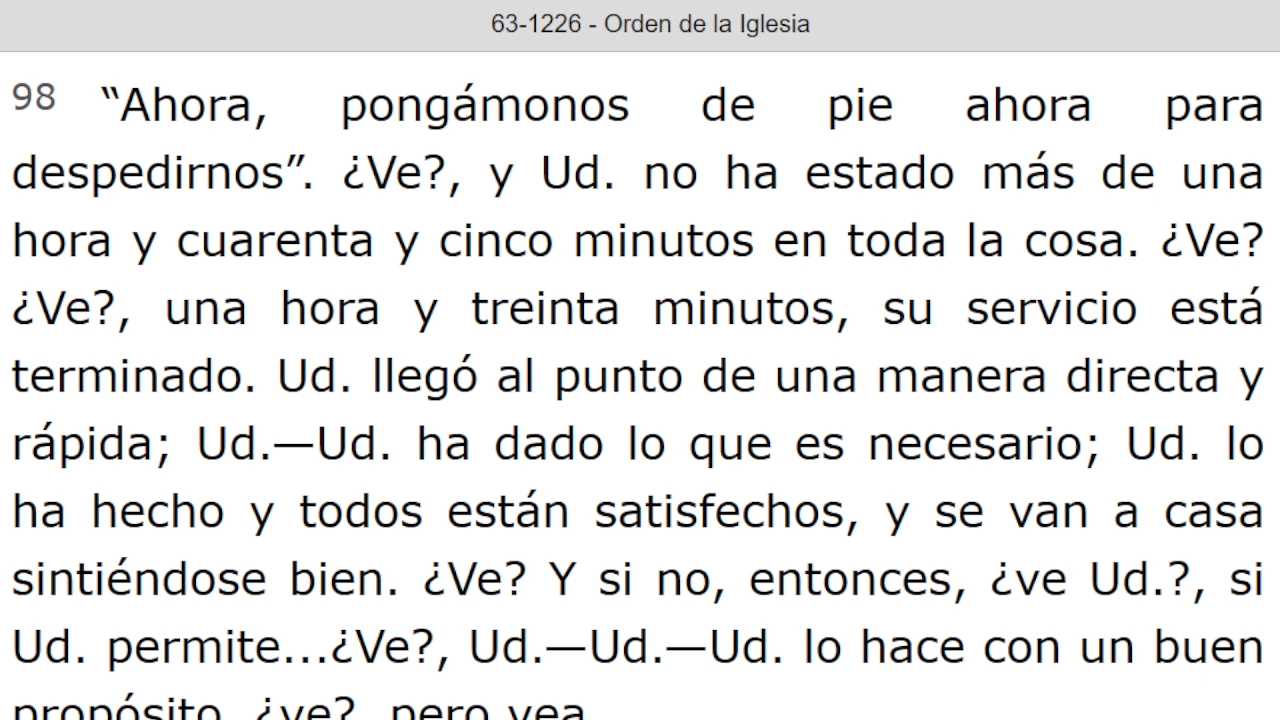 63-1226 - Orden de la Iglesia
98 “Ahora, pongámonos de pie ahora para
despedirnos”. ¿Ve?, y Ud. no ha estado más de una
hora y cuarenta y cinco minutos en toda la cosa. ¿Ve?
¿Ve?, una hora y treinta minutos, su servicio está
terminado. Ud. llegó al punto de una manera directa y
rápida; Ud.—Ud. ha dado lo que es necesario; Ud. lo
ha hecho y todos están satisfechos, y se van a casa
sintiéndose bien. ¿Ve? Y si no, entonces, ¿ve Ud.?, si
Ud. permite...¿Ve?, Ud.—Ud.—Ud. lo hace con un buen
propósito, ¿ve?, pero vea